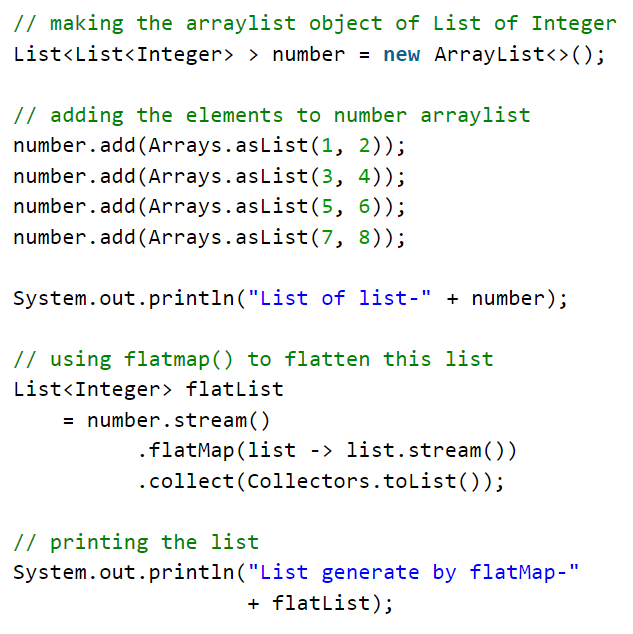 // making the arraylist object of List of Integer
List<List<Integer> > number = new ArrayList<>();
// adding the elements to number arraylist
number.add(Arrays.asList(1, 2));
number.add(Arrays.asList(3, 4));
number.add(Arrays.asList(5, 6));
number.add(Arrays.asList(7, 8));
System.out.println("List of list-" + number);
// using flatmap() to flatten this list
List<Integer> flatList
= number.stream()
.flatMap(list -> list.stream())
.collect(Collectors.toList());
// printing the list
System.out.println("List generate by flatMap-"
+ flatList);